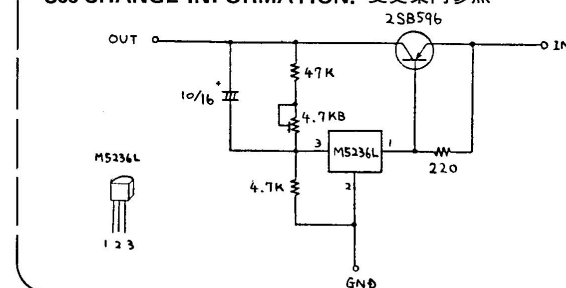 See CHANGE INFORMATION. 変更案内参照
2SB596
OUT
IN
47K
+
10/16
4.7KB
3
M5236L
1
220
M5236L
4.7K
2
1 2 3
GND